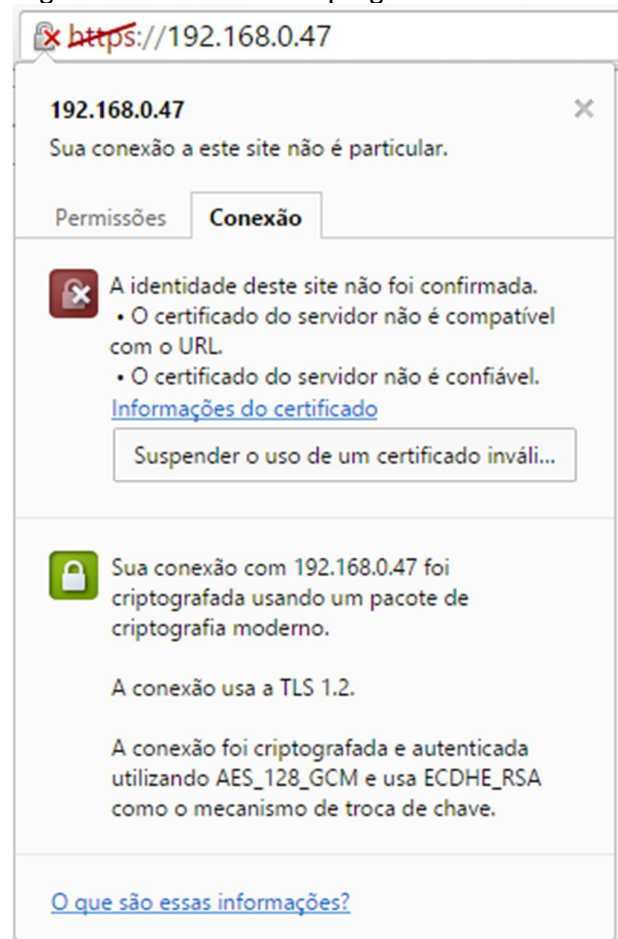 https://192.168.0.47
192.168.0.47
Sua conexão a este site não é particular.
Permissões Conexão
A identidade deste site não foi confirmada.
• O certificado do servidor não é compatível
com o URL.
• O certificado do servidor não é confiável.
Informações do certificado
Suspender o uso de um certificado inváli...
Sua conexão com 192.168.0.47 foi
criptografada usando um pacote de
criptografia moderno.
A conexão usa a TLS 1.2.
A conexão foi criptografada e autenticada
utilizando AES_128_GCM e usa ECDHE_RSA
como o mecanismo de troca de chave.
O que são essas informações?